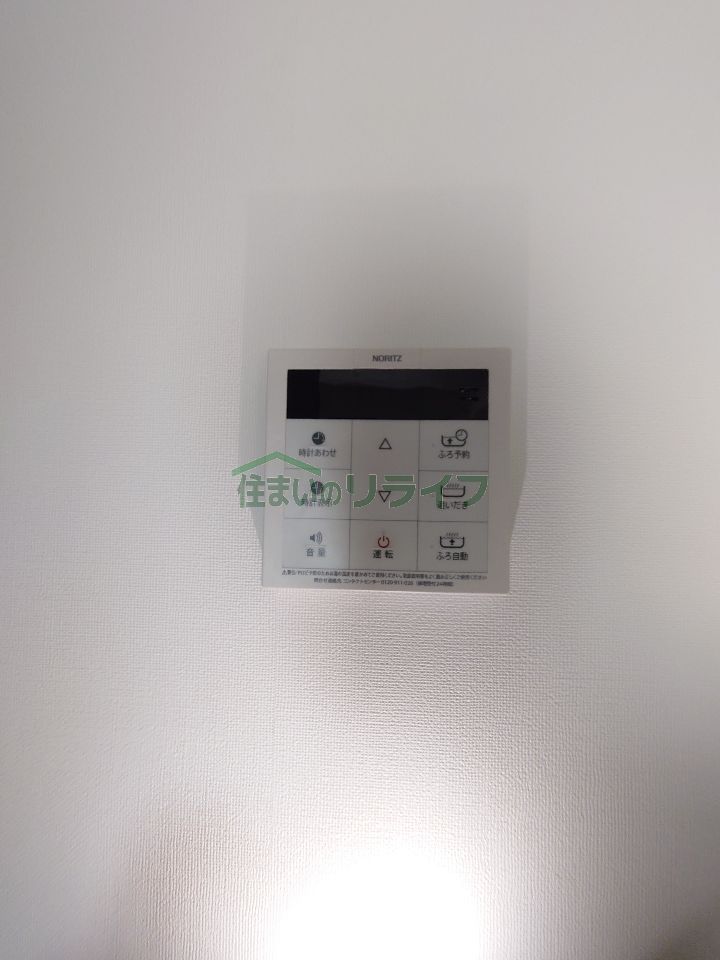 NORITZ
時計あわせ
△
ふろ予約
住まいのリライフ
▽
追いだき
音量
運転
ふろ自動